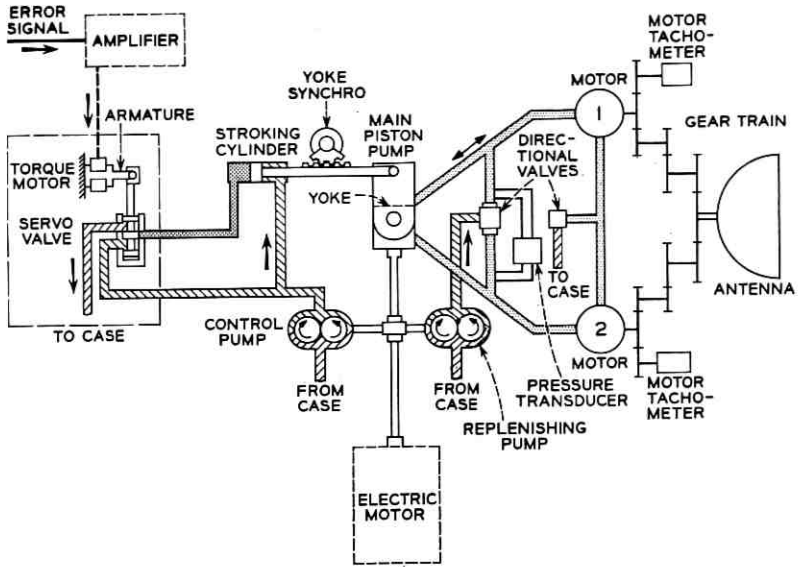 ERROR
SIGNAL
AMPLIFIER
ARMATURE
TORQUE
MOTOR
SERVO
VALVE
TO CASE
YOKE
SYNCHRO
STROKING
CYLINDER
MAIN
PISTON
PUMP
YOKE
CONTROL
PUMP
FROM
CASE
FROM
CASE
REPLENISHING
PUMP
ELECTRIC
MOTOR
DIREC-
TIONAL
VALVES
TO
CASE
PRESSURE
TRANSDUCER
MOTOR
1
2
MOTOR
MOTOR
TACHO-
METER
GEAR TRAIN
ANTENNA
MOTOR
TACHO-
METER